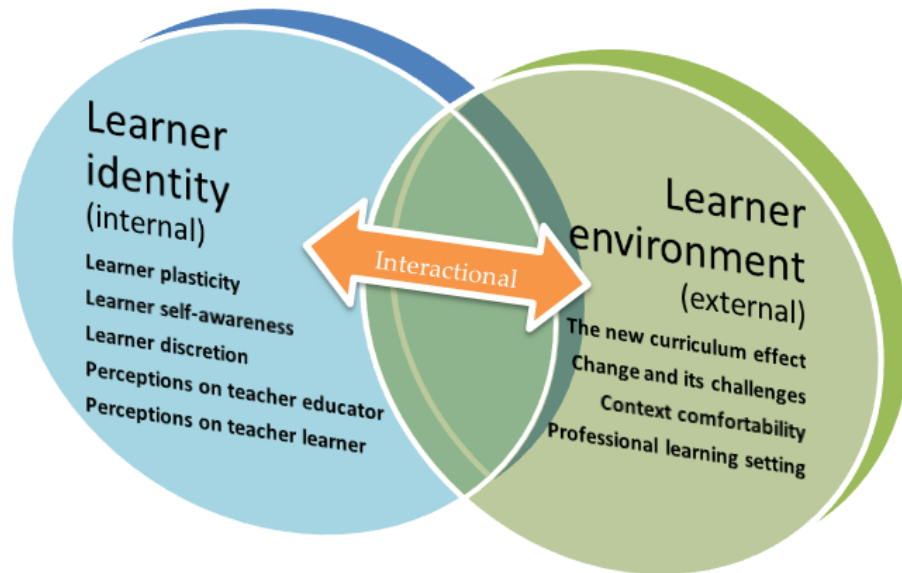 Learner
identity
(internal)
Learner plasticity
Learner self-awareness
Learner discretion
Perceptions on teacher educator
Perceptions on teacher learner
Interactional
Learner
environment
(external)
The new curriculum effect
Change and its challenges
Context comfortability
Professional learning setting